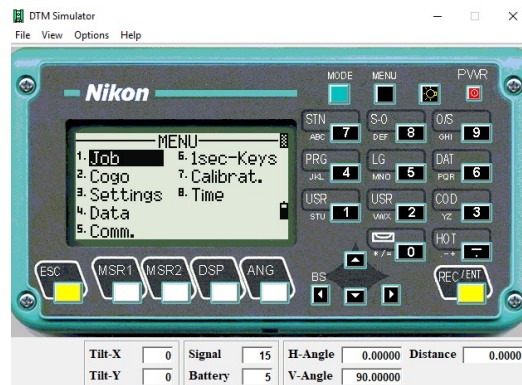 DTM Simulator
File View Options Help
Nikon
MODE MENU PWR
MENU
1. Job 6. 1sec-Keys
2. Cogo 7. Calibrat.
3. Settings 8. Time
4. Data
5. Comm.
STN ABC 7 S-O DEF 8 O/S GHI 9
PRG JKL 4 LG MNO 5 DAT PQR 6
USR STU 1 USR VWX 2 COD YZ 3
*/= 0 HOT -+ .
ESC MSR1 MSR2 DSP ANG BS REC/ENT
Tilt-X 0 Signal 15 H-Angle 0.00000 Distance 0.0000
Tilt-Y 0 Battery 5 V-Angle 90.00000